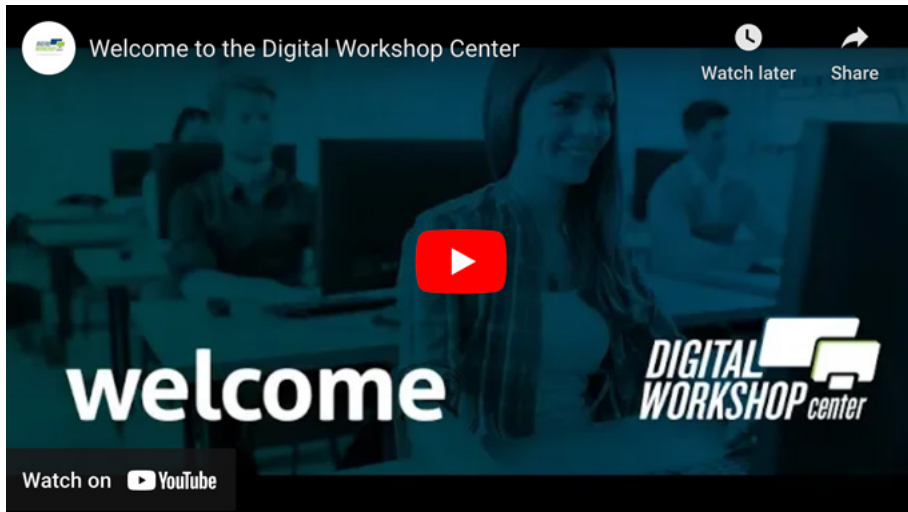 Welcome to the Digital Workshop Center
Watch later
Share
welcome
DIGITAL
WORKSHOP center
Watch on YouTube